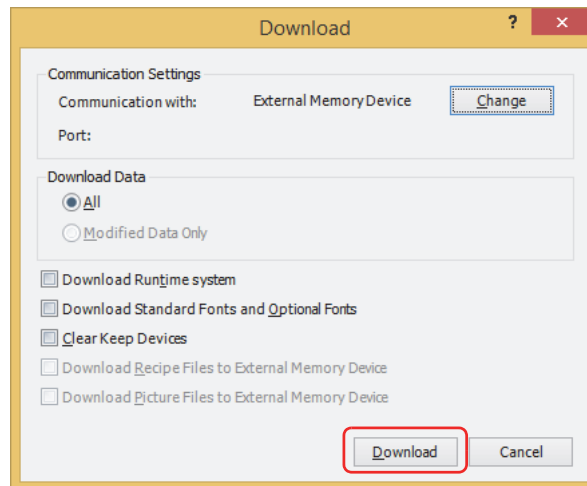 Download
?
×
Communication Settings
Communication with: External Memory Device Change
Port:
Download Data
All
Modified Data Only
Download Runtime system
Download Standard Fonts and Optional Fonts
Clear Keep Devices
Download Recipe Files to External Memory Device
Download Picture Files to External Memory Device
Download Cancel